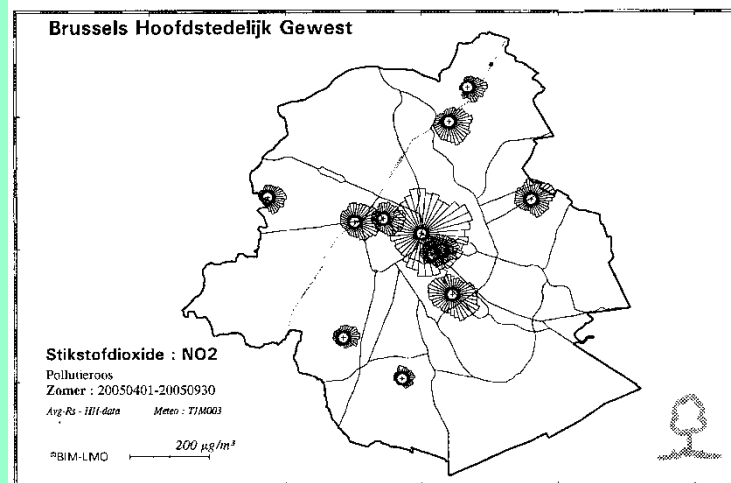 Brussels Hoofdstedelijk Gewest
Stikstofdioxide : NO2
Pollutieroos
Zomer : 20050401-20050930
Avg-Rs - HH-data Meteo : TJM003
BIM-LMO 200 µg/m³